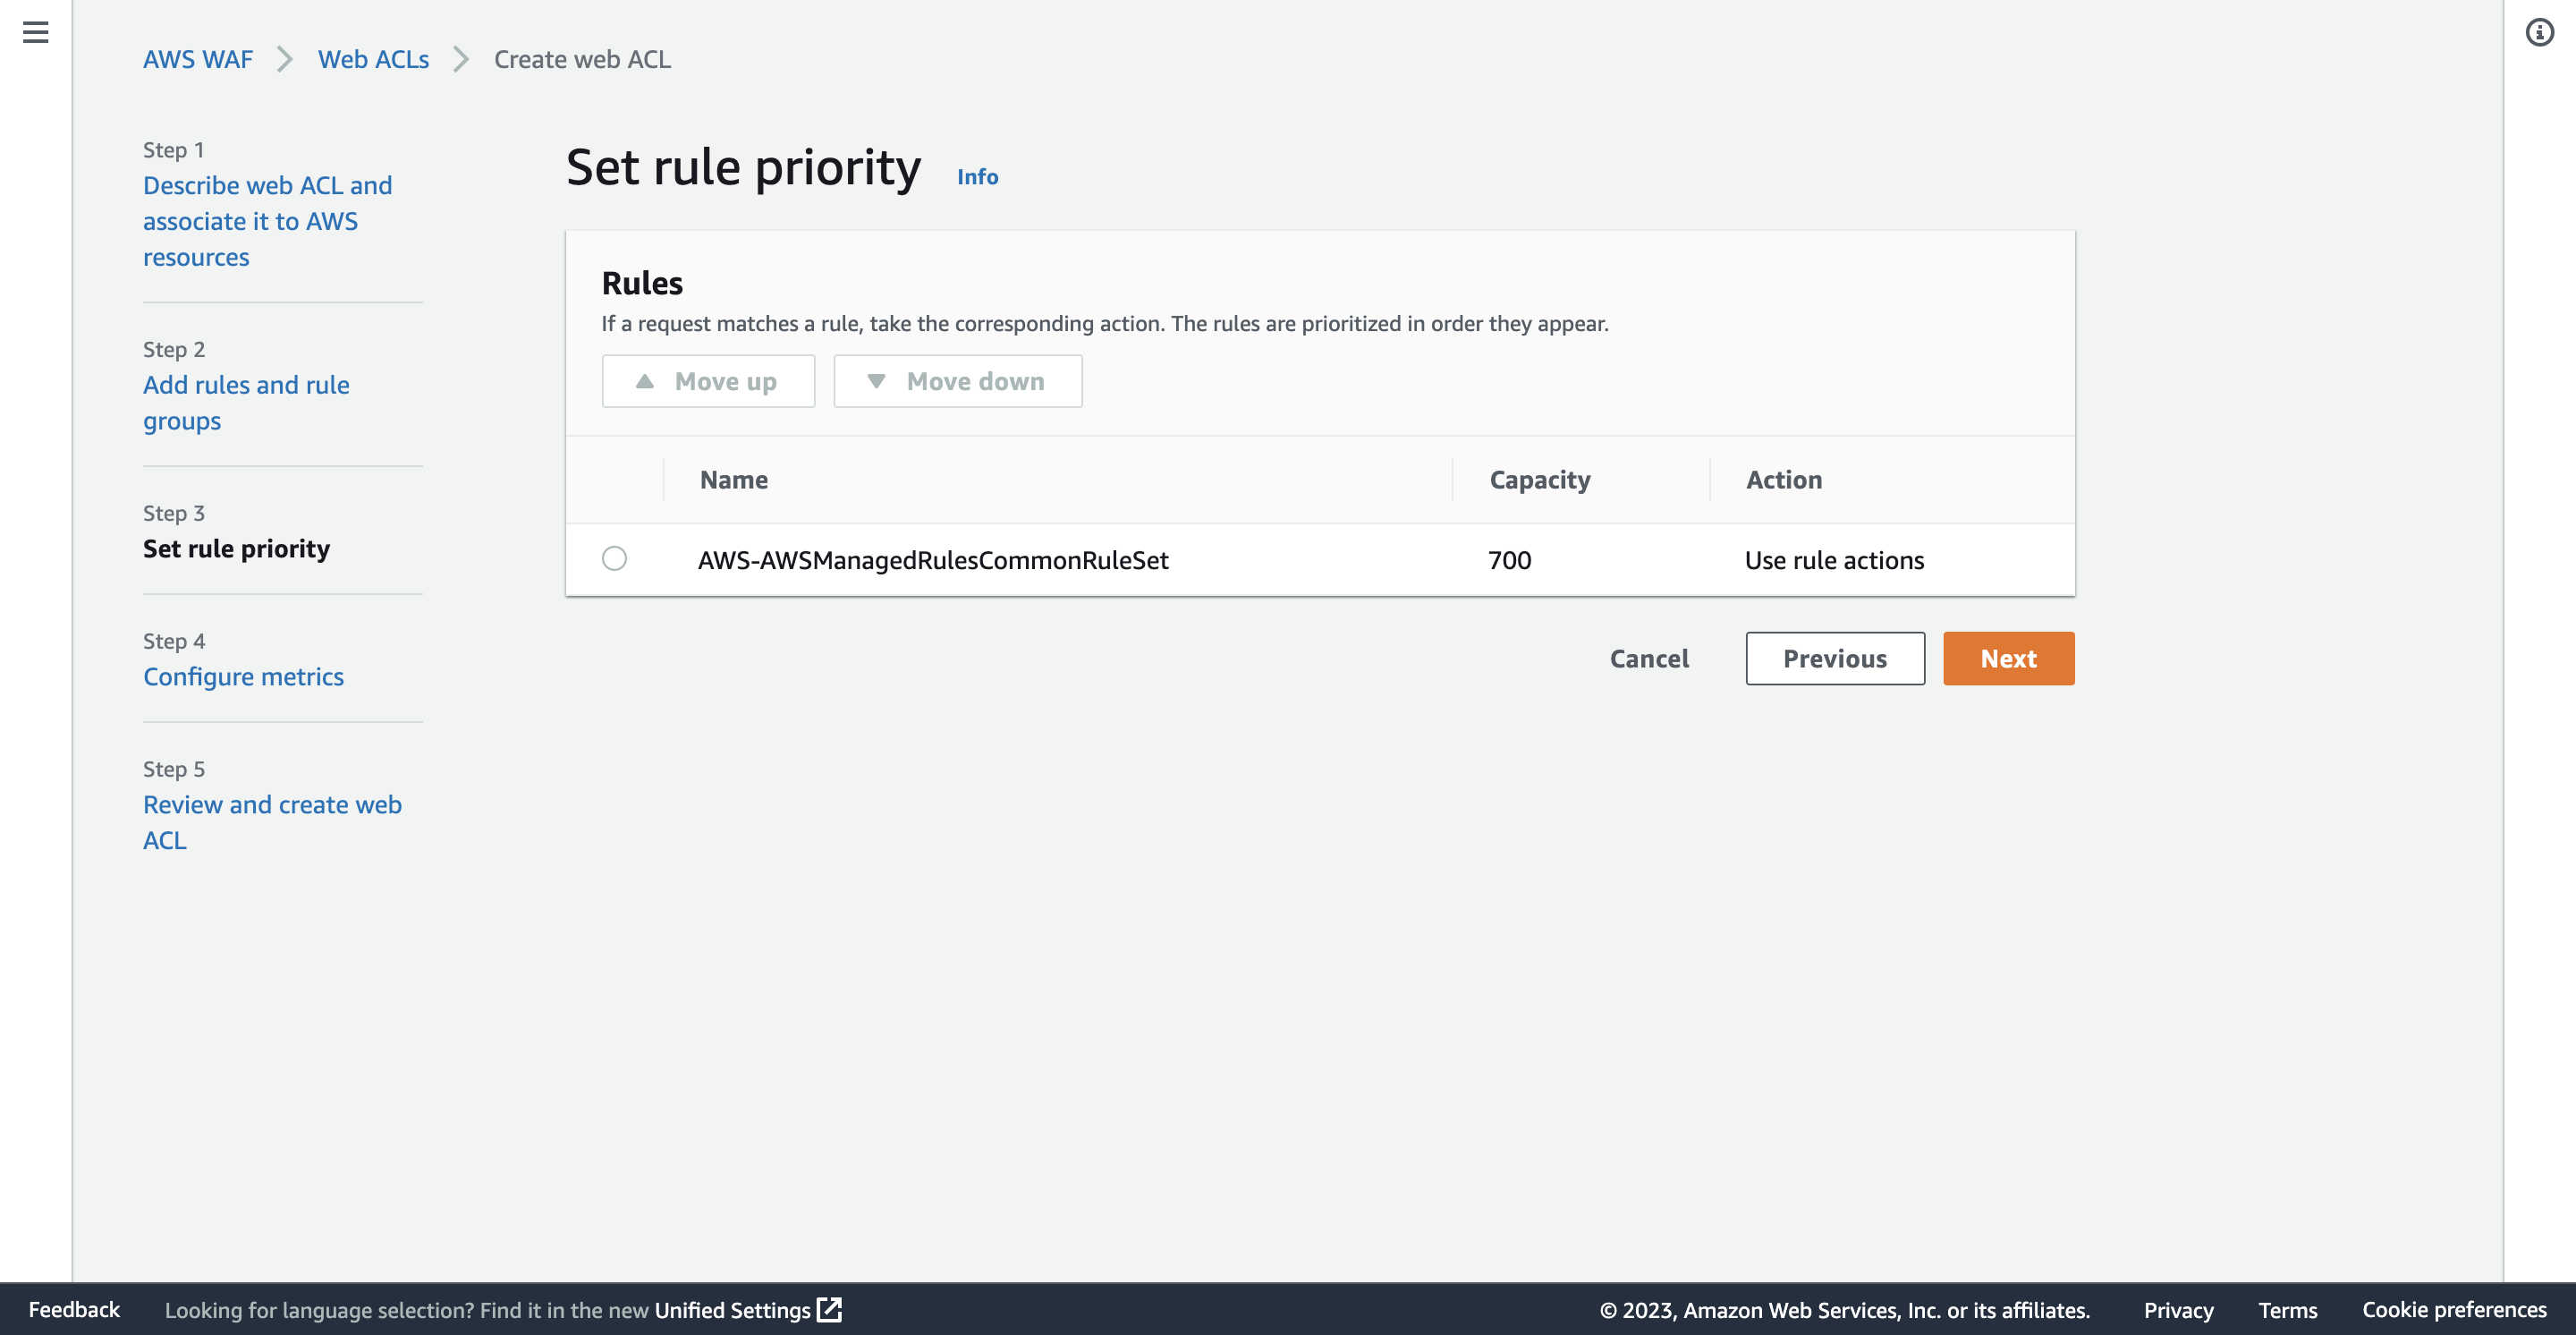 AWS WAF
Web ACLs
Create web ACL
Step 1
Describe web ACL and
associate it to AWS
resources
Step 2
Add rules and rule
groups
Step 3
Set rule priority
Step 4
Configure metrics
Step 5
Review and create web
ACL
Set rule priority Info
Rules
If a request matches a rule, take the corresponding action. The rules are prioritized in order they appear.
Move up Move down
Name Capacity Action
AWS-AWSManagedRulesCommonRuleSet 700 Use rule actions
Cancel Previous Next
Feedback Looking for language selection? Find it in the new Unified Settings © 2023, Amazon Web Services, Inc. or its affiliates. Privacy Terms Cookie preferences